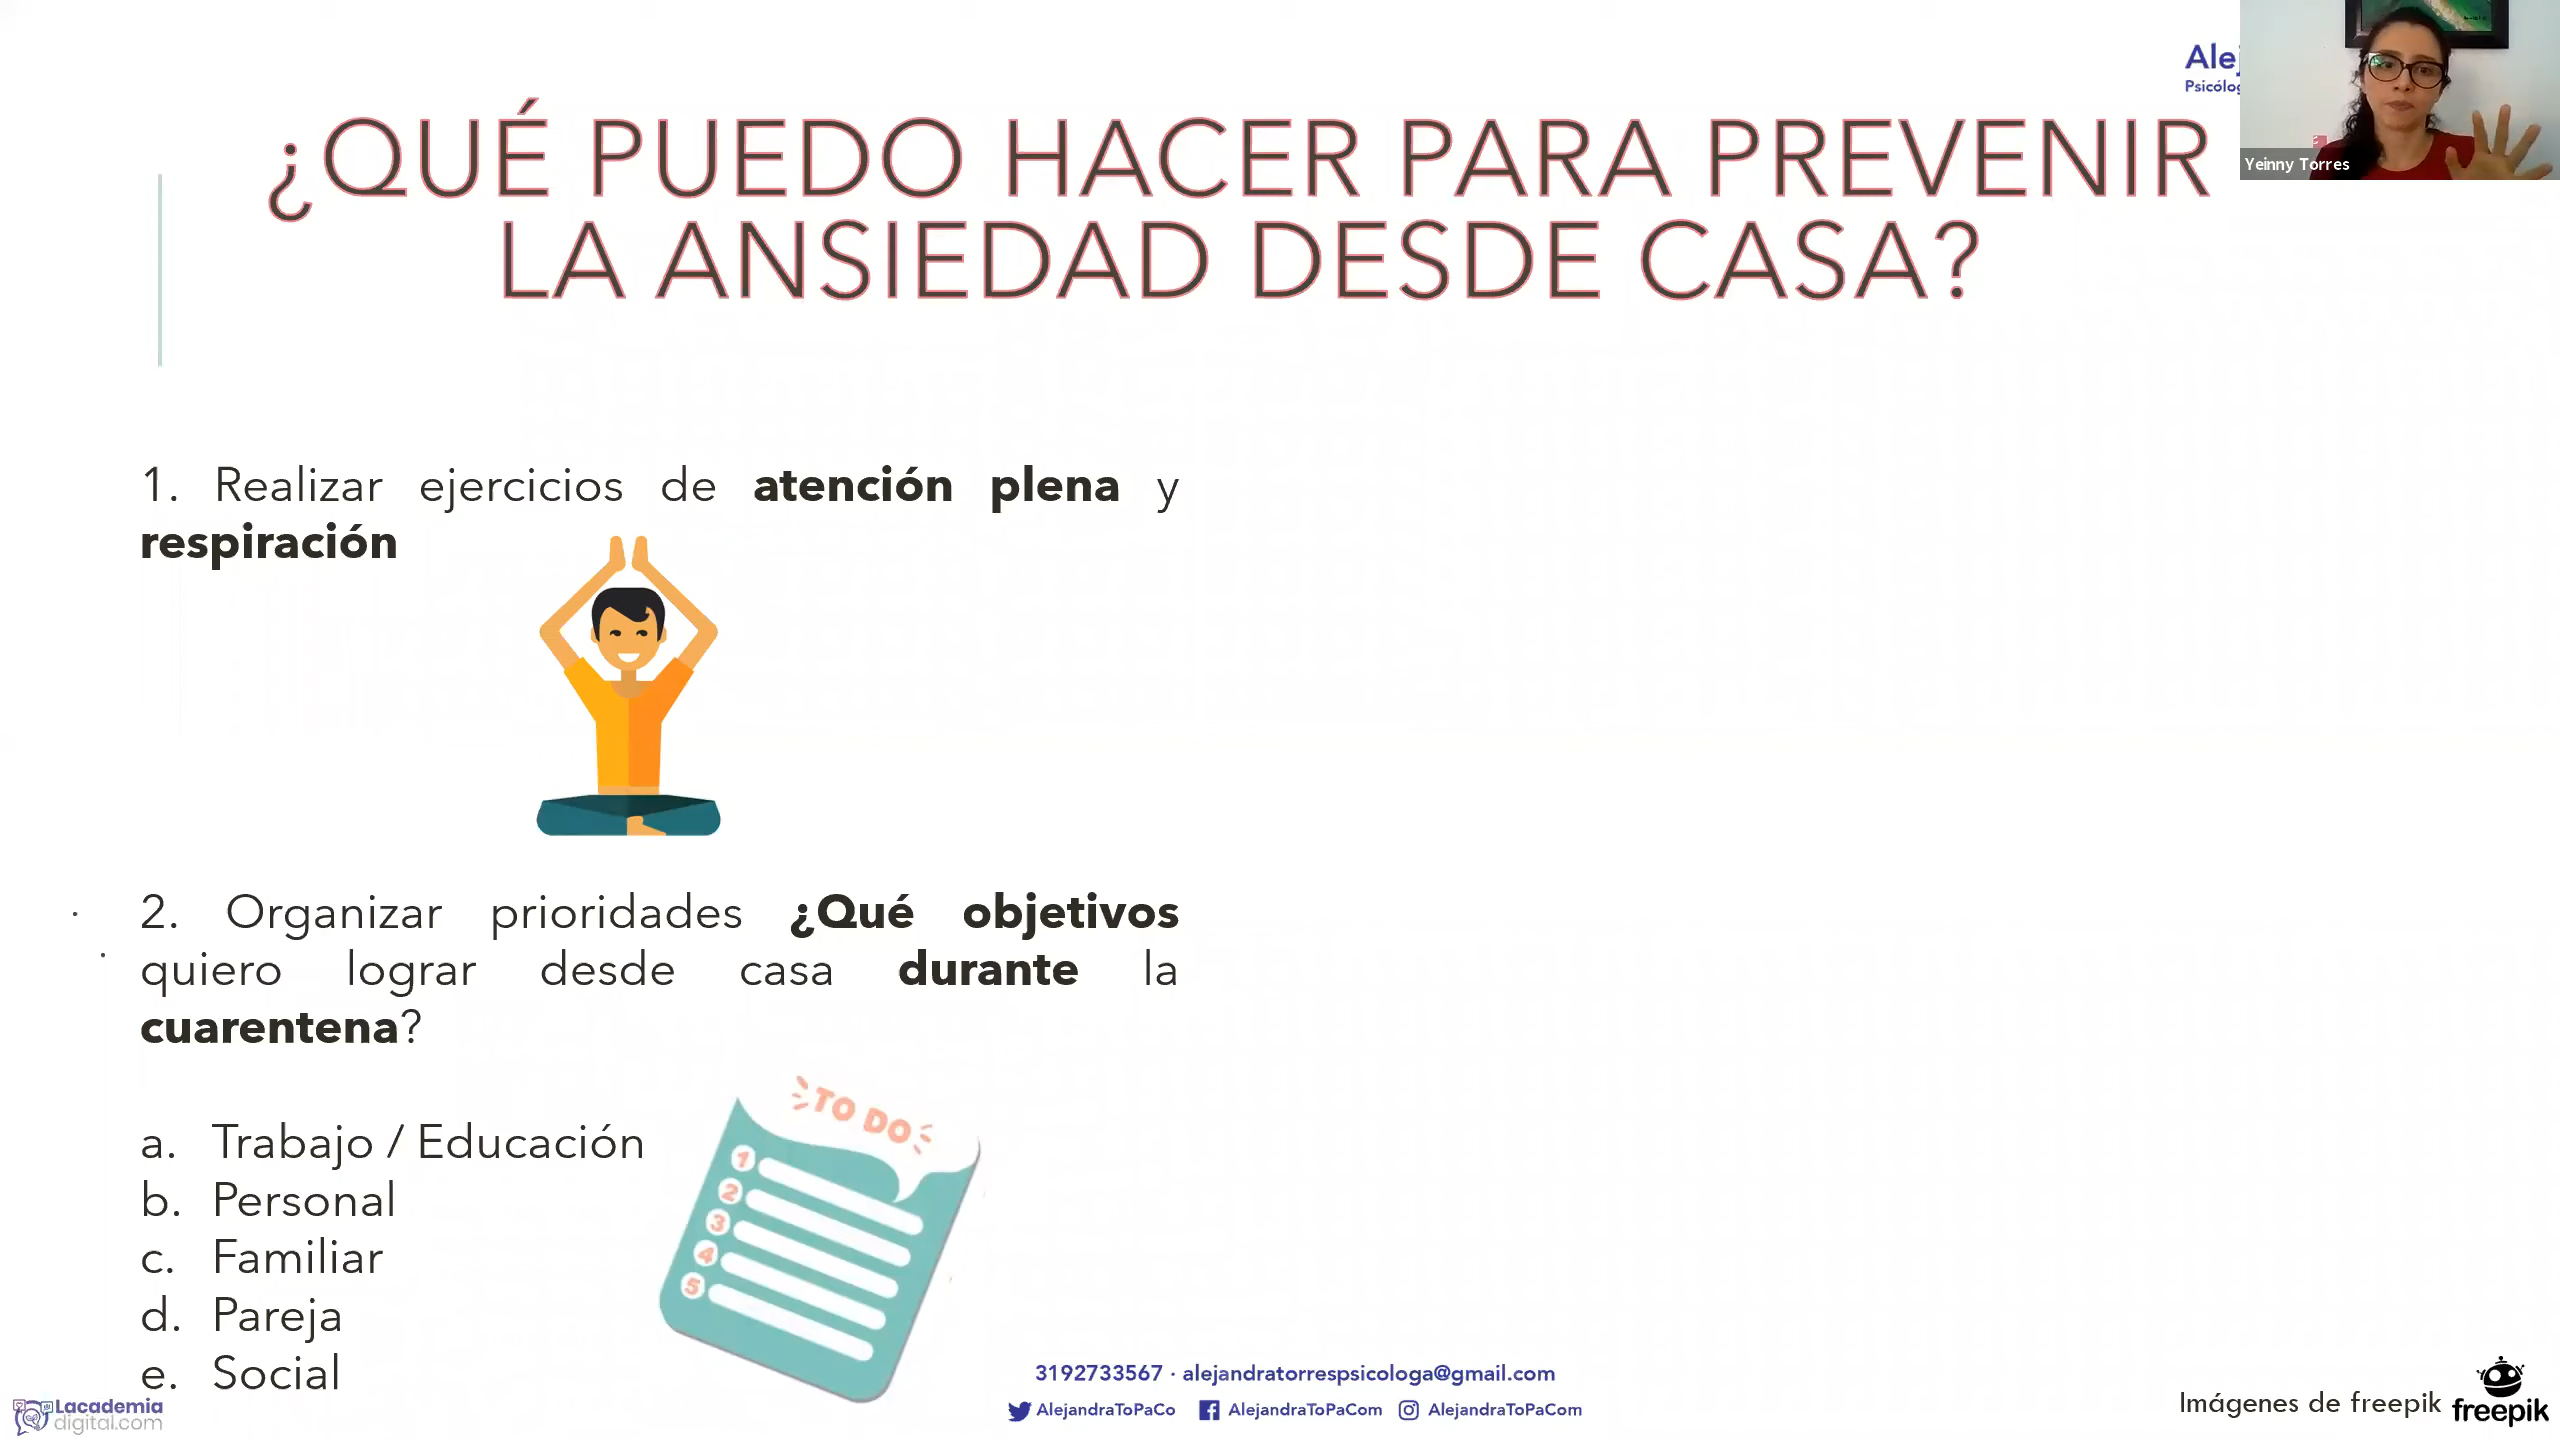 Yeinny Torres
¿QUÉ PUEDO HACER PARA PREVENIR
LA ANSIEDAD DESDE CASA?
1. Realizar ejercicios de atención plena y
respiración
2. Organizar prioridades ¿Qué objetivos
quiero lograr desde casa durante la
cuarentena?
a. Trabajo / Educación
b. Personal
c. Familiar
d. Pareja
e. Social
TO DO
1
2
3
4
5
3192733567 · alejandratorrespsicologa@gmail.com
AlejandraToPaCo AlejandraToPaCom AlejandraToPaCom
Lacademia
digital.com
Imágenes de freepik
freepik